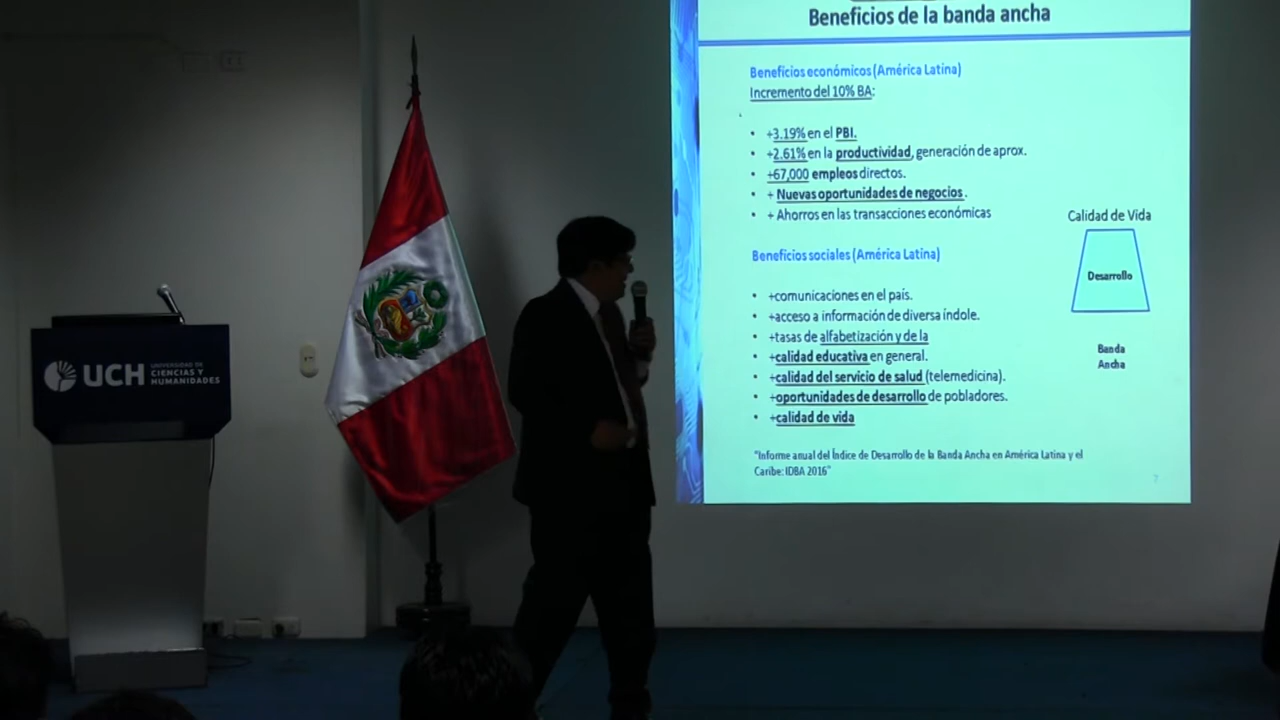 Beneficios de la banda ancha
Beneficios económicos (América Latina)
Incremento del 10% BA:
• +3.19% en el PBI.
• +2.61% en la productividad, generación de aprox.
• +67,000 empleos directos.
• + Nuevas oportunidades de negocios.
• + Ahorros en las transacciones económicas
Calidad de Vida
Desarrollo
Banda
Ancha
Beneficios sociales (América Latina)
• +comunicaciones en el país.
• +acceso a información de diversa índole.
• +tasas de alfabetización y de la
• +calidad educativa en general.
• +calidad del servicio de salud (telemedicina).
• +oportunidades de desarrollo de pobladores.
• +calidad de vida
"Informe anual del Índice de Desarrollo de la Banda Ancha en América Latina y el
Caribe: IDBA 2016"
7
UCH
UNIVERSIDAD DE
CIENCIAS Y
HUMANIDADES